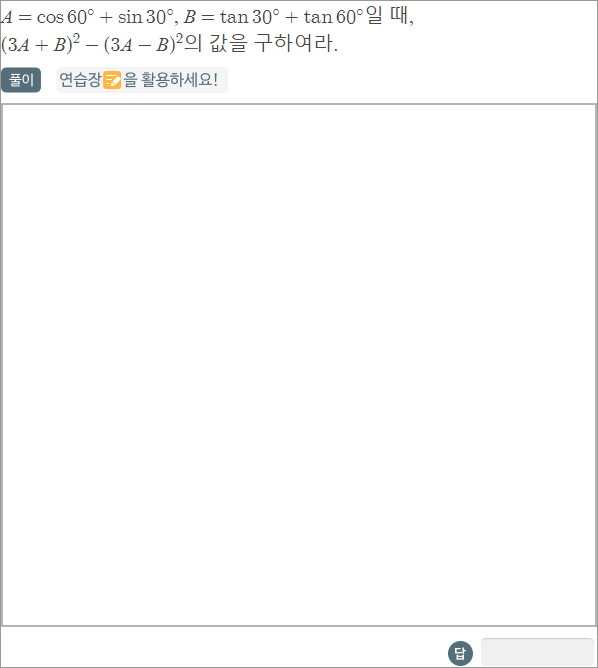 A = cos 60° + sin 30°, B = tan 30° + tan 60°일 때,
(3A + B)² − (3A − B)²의 값을 구하여라.
풀이 연습장을 활용하세요!
답